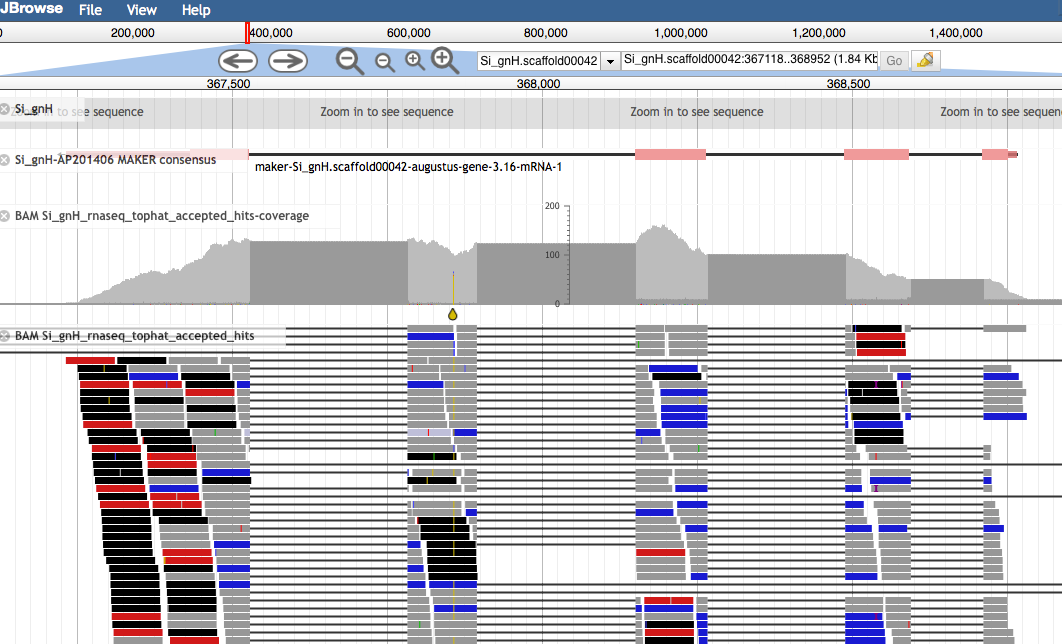 JBrowse File View Help
0 200,000 400,000 600,000 800,000 1,000,000 1,200,000 1,400,000
Si_gnH.scaffold00042 Si_gnH.scaffold00042:367118..368952 (1.84 Kb Go
367,500 368,000 368,500
Si_gnH
Zoom in to see sequence Zoom in to see sequence Zoom in to see sequence Zoom in to see sequen
Si_gnH-AP201406 MAKER consensus
maker-Si_gnH.scaffold00042-augustus-gene-3.16-mRNA-1
200
BAM Si_gnH_rnaseq_tophat_accepted_hits-coverage
100
0
BAM Si_gnH_rnaseq_tophat_accepted_hits